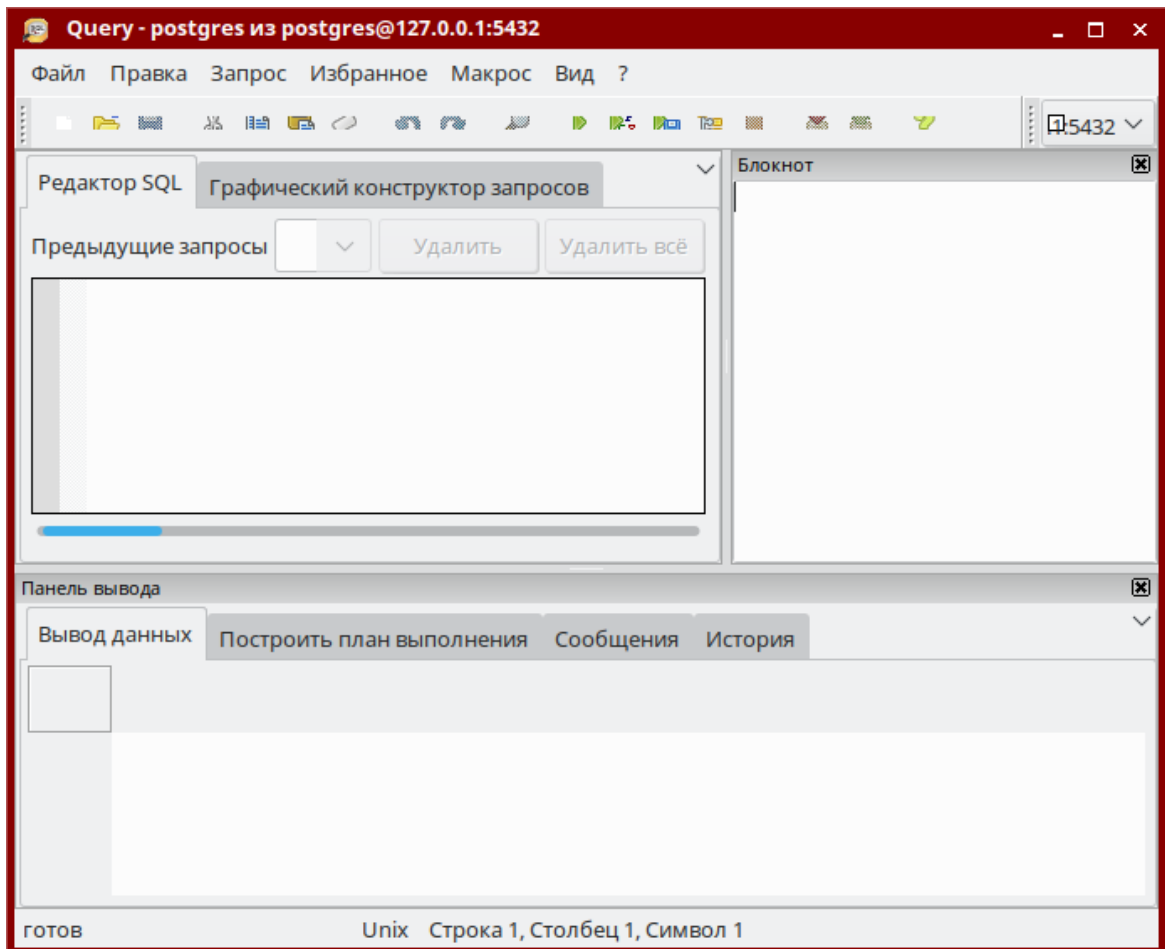 Query - postgres из postgres@127.0.0.1:5432
Файл Правка Запрос Избранное Макрос Вид ?
1:5432
Редактор SQL Графический конструктор запросов
Блокнот
Предыдущие запросы Удалить Удалить всё
Панель вывода
Вывод данных Построить план выполнения Сообщения История
готов Unix Строка 1, Столбец 1, Символ 1